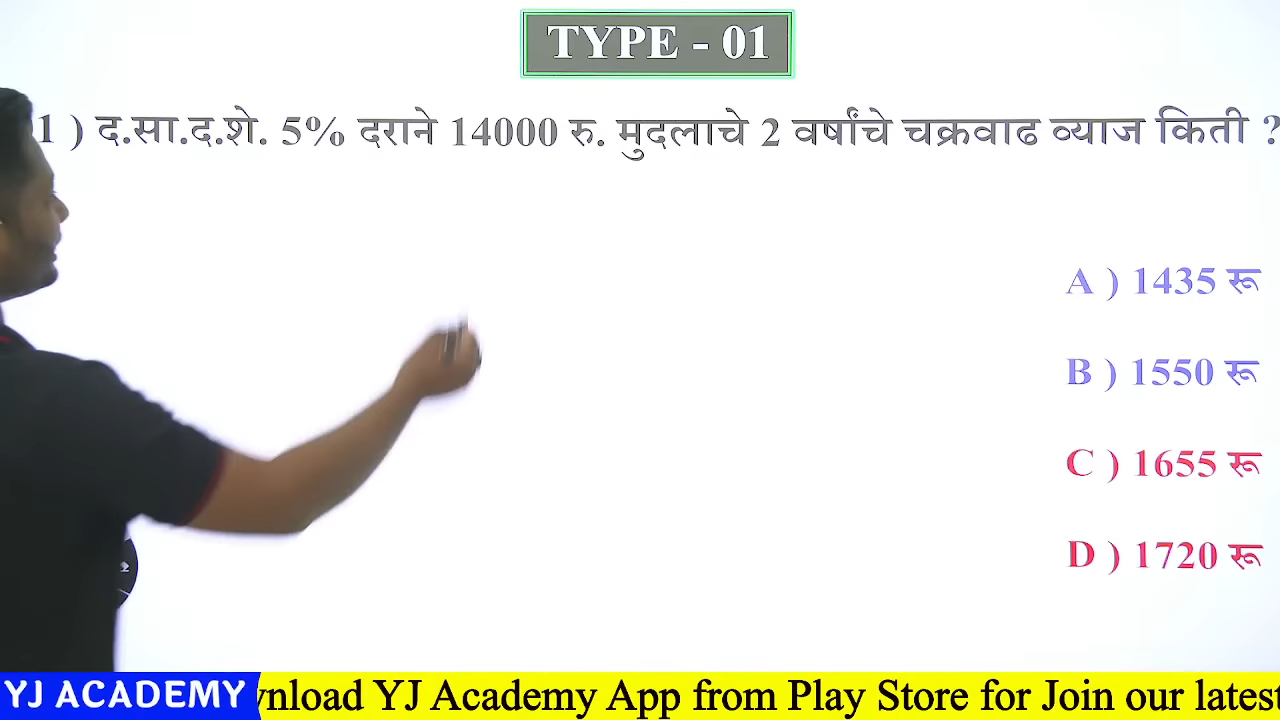 TYPE - 01
1 ) द.सा.द.शे. 5% दराने 14000 रु. मुदलाचे 2 वर्षांचे चक्रवाढ व्याज किती ?
A ) 1435 रू
B ) 1550 रू
C ) 1655 रू
D ) 1720 रू
YJ ACADEMY
wnload YJ Academy App from Play Store for Join our latest